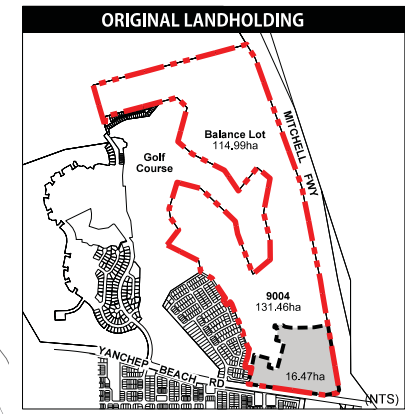 ORIGINAL LANDHOLDING
Balance Lot
114.99ha
MITCHELL FWY
Golf
Course
9004
131.46ha
16.47ha
YANCHEP BEACH RD
(NTS)